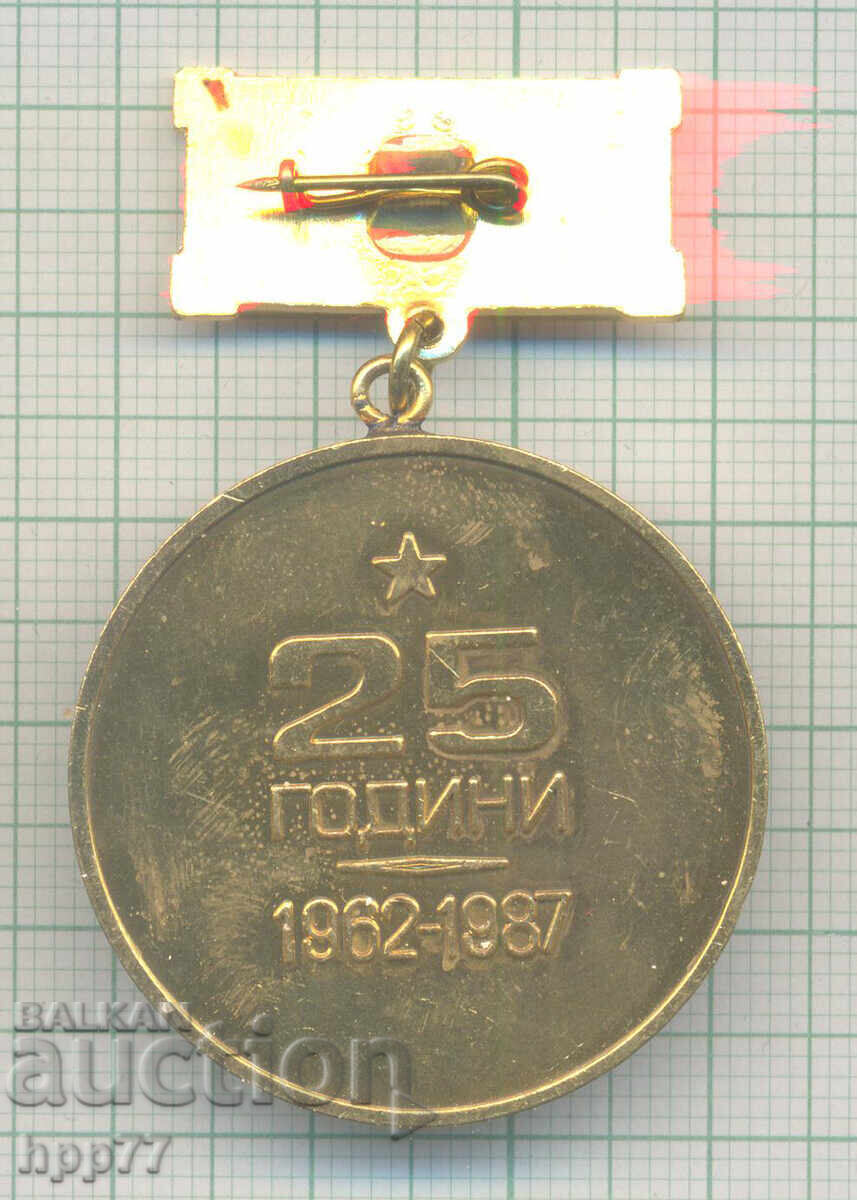 25
ГОДИНИ
1962-1987
BALKAN
auction
hpp77